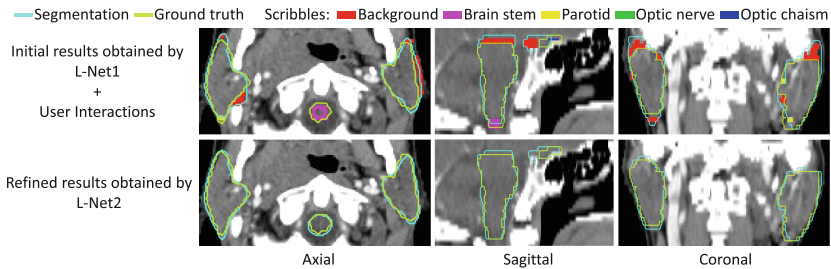 Segmentation Ground truth Scribbles: Background Brain stem Parotid Optic nerve Optic chaism
Initial results obtained by
L-Net1
+
User Interactions
Refined results obtained by
L-Net2
Axial Sagittal Coronal